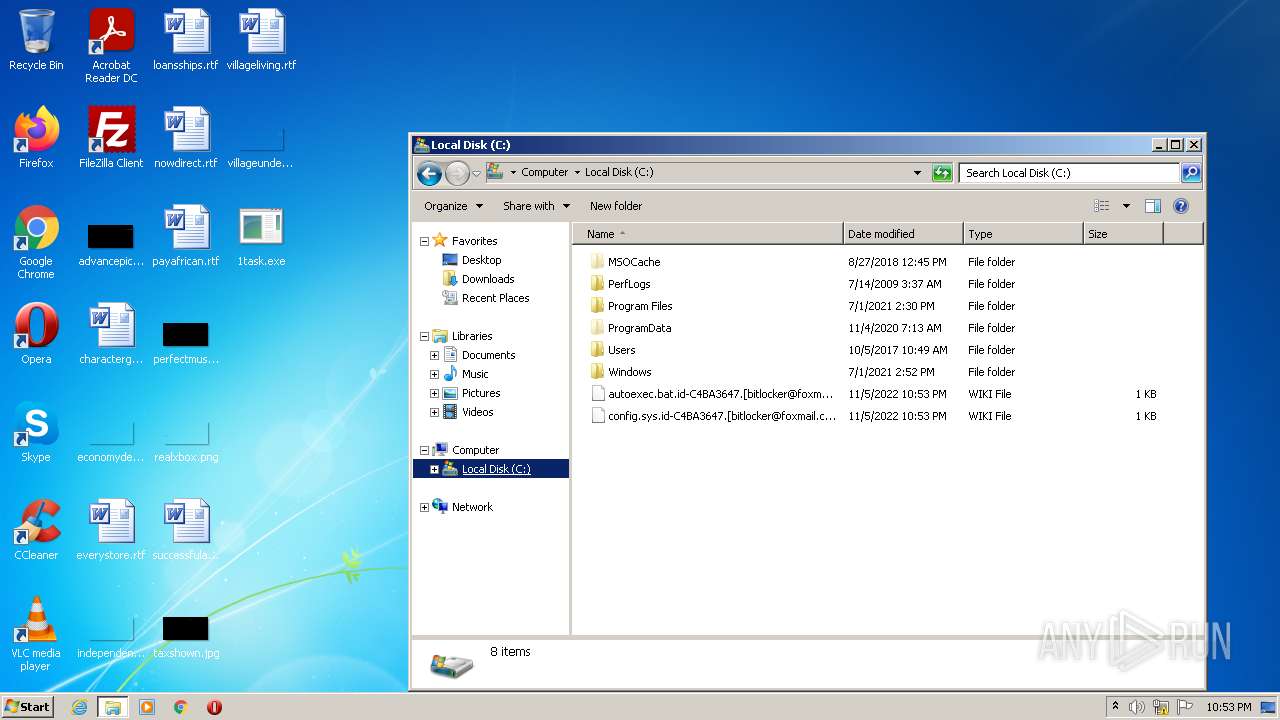 Recycle Bin
Acrobat
Reader DC
loansships.rtf
villageliving.rtf
Firefox
FileZilla Client
nowdirect.rtf
villageunde...
Google
Chrome
advancepic...
payafrican.rtf
1task.exe
Opera
characterg...
perfectmus...
Skype
economyde...
realxbox.png
CCleaner
everystore.rtf
successfula...
VLC media
player
independen...
taxshown.jpg
Local Disk (C:)
Computer
Local Disk (C:)
Search Local Disk (C:)
Organize
Share with
New folder
Favorites
Desktop
Downloads
Recent Places
Libraries
Documents
Music
Pictures
Videos
Computer
Local Disk (C:)
Network
Name
Date modified
Type
Size
MSOCache
8/27/2019 12:45 PM
File folder
PerfLogs
7/14/2009 3:37 AM
File folder
Program Files
7/1/2021 2:30 PM
File folder
ProgramData
11/4/2020 7:13 AM
File folder
Users
10/5/2017 10:49 AM
File folder
Windows
7/1/2021 2:52 PM
File folder
autoexec.bat.id-C4BA3647.[bitlocker@foxm...
11/5/2022 10:53 PM
WIKI File
1 KB
config.sys.id-C4BA3647.[bitlocker@foxmail.c...
11/5/2022 10:53 PM
WIKI File
1 KB
8 items
ANY RUN
Start
10:53 PM